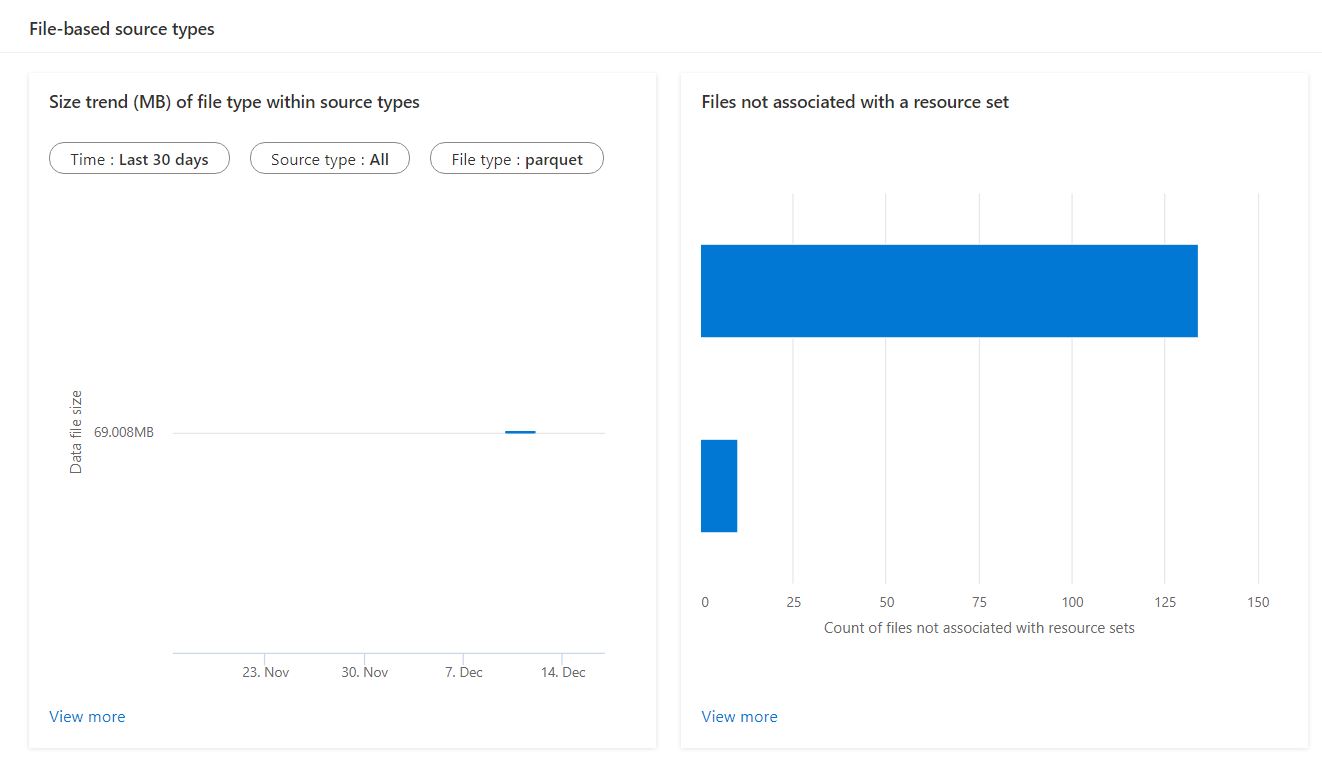 File-based source types
Size trend (MB) of file type within source types
Time : Last 30 days
Source type : All
File type : parquet
Data file size
69.008MB
23. Nov
30. Nov
7. Dec
14. Dec
View more
Files not associated with a resource set
0
25
50
75
100
125
150
Count of files not associated with resource sets
View more